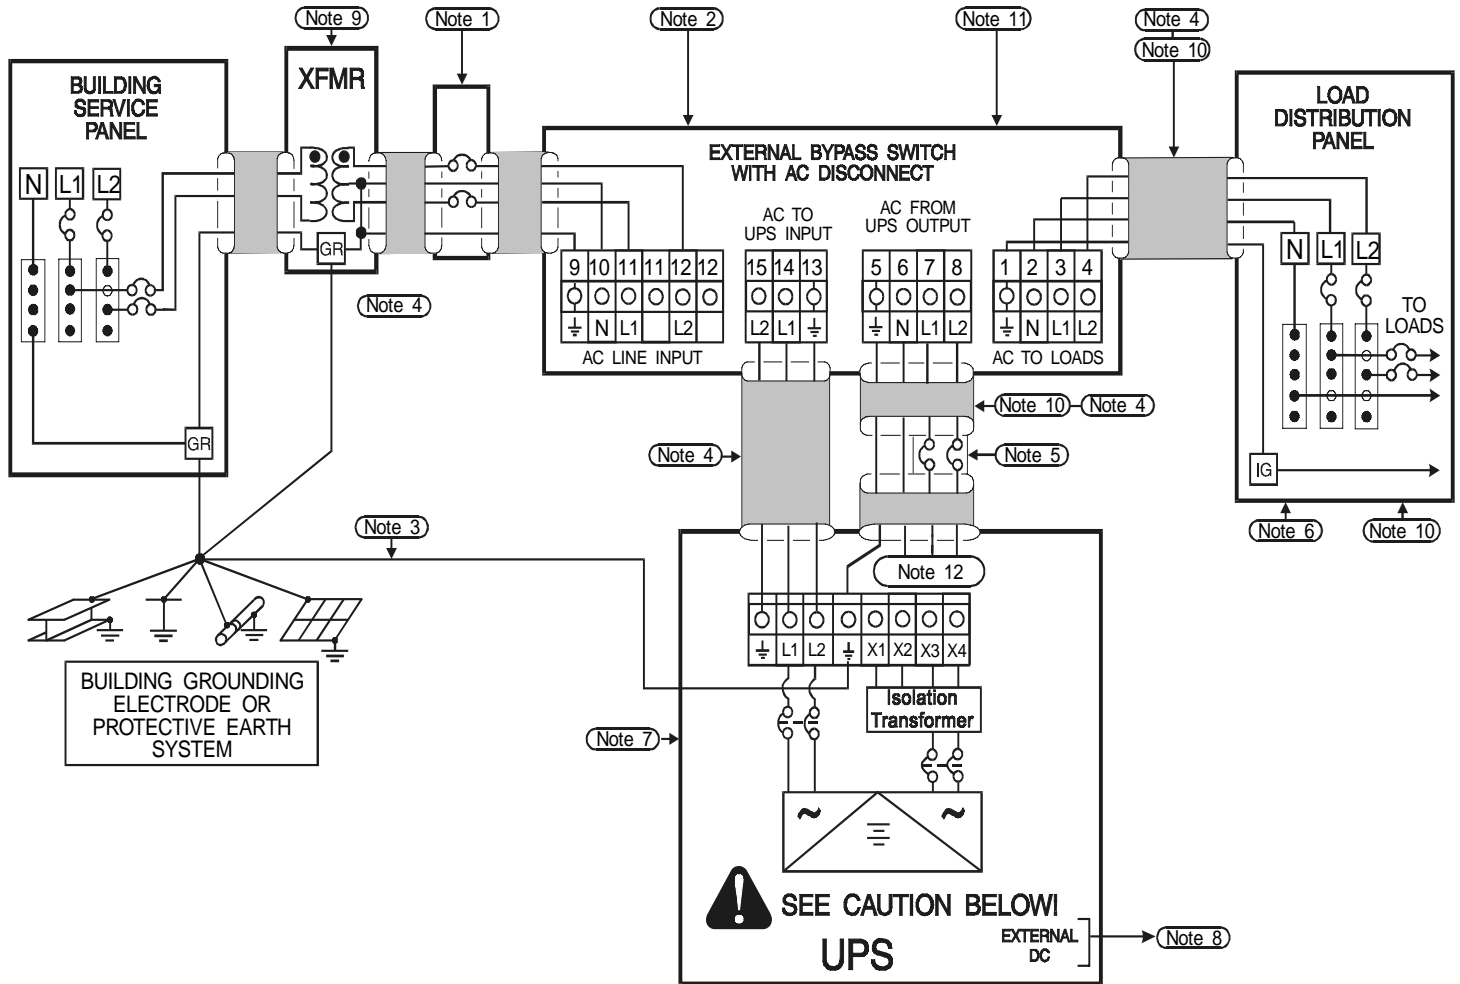 Note 9
Note 1
Note 2
Note 11
Note 4
Note 10
BUILDING
SERVICE
PANEL
N L1 L2
GR
XFMR
GR
Note 4
EXTERNAL BYPASS SWITCH
WITH AC DISCONNECT
AC TO
UPS INPUT
AC FROM
UPS OUTPUT
9 10 11 11 12 12
N L1 L2
AC LINE INPUT
15 14 13
L2 L1
5 6 7 8
N L1 L2
1 2 3 4
N L1 L2
AC TO LOADS
LOAD
DISTRIBUTION
PANEL
N L1 L2
TO
LOADS
IG
Note 6
Note 10
Note 10
Note 4
Note 4
Note 5
Note 3
Note 12
L1 L2 X1 X2 X3 X4
Isolation
Transformer
BUILDING GROUNDING
ELECTRODE OR
PROTECTIVE EARTH
SYSTEM
Note 7
~ ~
! SEE CAUTION BELOW!
UPS
EXTERNAL
DC
Note 8